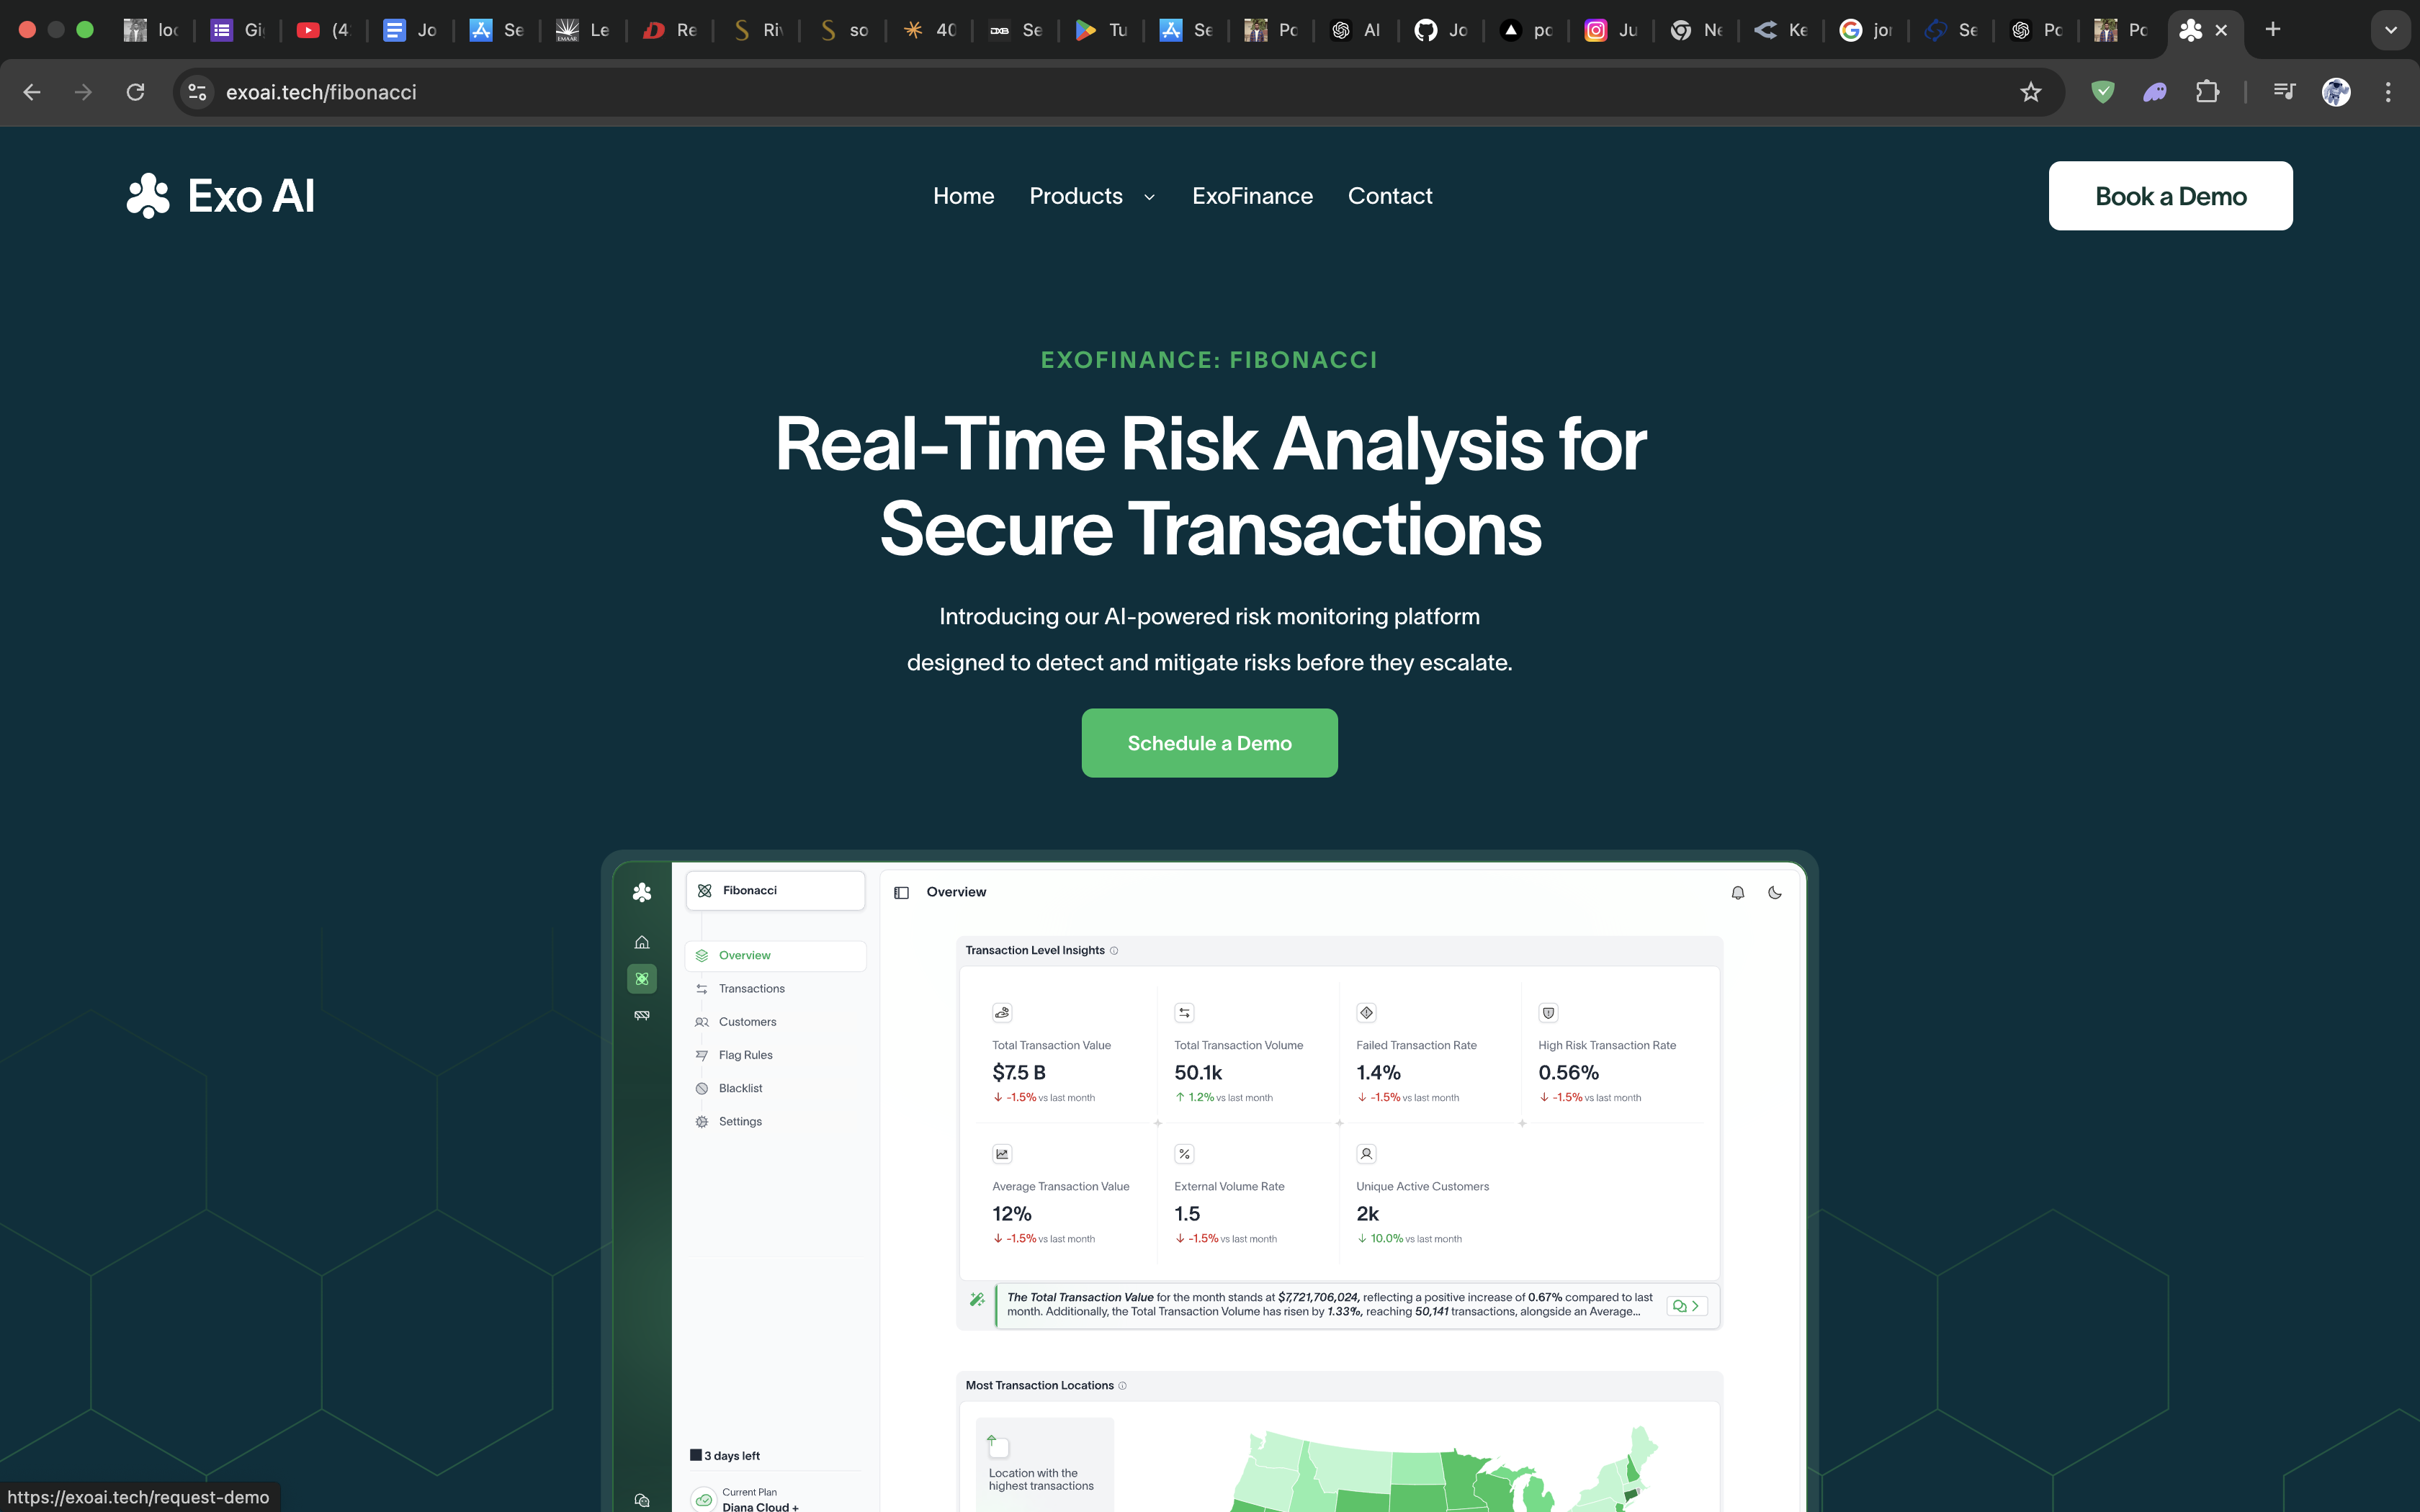 loc
Gi
(4
Jo
Se
Le
Re
Riv
so
40
DXB
Se
Tu
Se
Po
AI
Jo
po
Ju
Ne
Ke
jor
Se
Po
Po
exoai.tech/fibonacci
Exo AI
Home
Products
ExoFinance
Contact
Book a Demo
EXOFINANCE: FIBONACCI
Real-Time Risk Analysis for
Secure Transactions
Introducing our AI-powered risk monitoring platform
designed to detect and mitigate risks before they escalate.
Schedule a Demo
Fibonacci
Overview
Transactions
Customers
Flag Rules
Blacklist
Settings
3 days left
Current Plan
Diana Cloud +
Overview
Transaction Level Insights
Total Transaction Value
$7.5 B
-1.5% vs last month
Total Transaction Volume
50.1k
1.2% vs last month
Failed Transaction Rate
1.4%
-1.5% vs last month
High Risk Transaction Rate
0.56%
-1.5% vs last month
Average Transaction Value
12%
-1.5% vs last month
External Volume Rate
1.5
-1.5% vs last month
Unique Active Customers
2k
10.0% vs last month
The Total Transaction Value for the month stands at $7,721,706,024, reflecting a positive increase of 0.67% compared to last
month. Additionally, the Total Transaction Volume has risen by 1.33%, reaching 50,141 transactions, alongside an Average...
Most Transaction Locations
Location with the
highest transactions
https://exoai.tech/request-demo